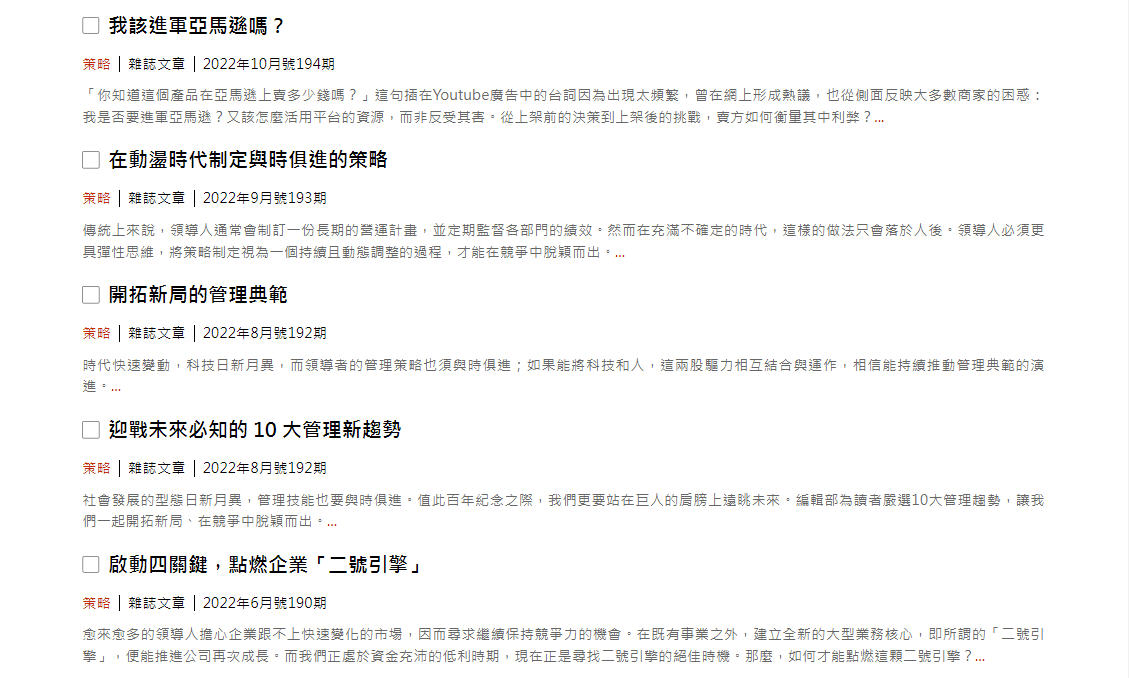 我該進軍亞馬遜嗎？
策略 | 雜誌文章 | 2022年10月號194期
「你知道這個產品在亞馬遜上賣多少錢嗎？」這句插在Youtube廣告中的台詞因為出現太頻繁，曾在網上形成熱議，也從側面反映大多數商家的困惑：
我是否要進軍亞馬遜？又該怎麼活用平台的資源，而非反受其害。從上架前的決策到上架後的挑戰，賣方如何衡量其中利弊？...
在動盪時代制定與時俱進的策略
策略 | 雜誌文章 | 2022年9月號193期
傳統上來說，領導人通常會制訂一份長期的營運計畫，並定期監督各部門的績效。然而在充滿不確定的時代，這樣的做法只會落於人後。領導人必須更
具彈性思維，將策略制定視為一個持續且動態調整的過程，才能在競爭中脫穎而出。...
開拓新局的管理典範
策略 | 雜誌文章 | 2022年8月號192期
時代快速變動，科技日新月異，而領導者的管理策略也須與時俱進；如果能將科技和人，這兩股驅力相互結合與運作，相信能持續推動管理典範的演
進。...
迎戰未來必知的 10 大管理新趨勢
策略 | 雜誌文章 | 2022年8月號192期
社會發展的型態日新月異，管理技能也要與時俱進。值此百年紀念之際，我們更要站在巨人的肩膀上遠眺未來。編輯部為讀者嚴選10大管理趨勢，讓我
們一起開拓新局、在競爭中脫穎而出。...
啟動四關鍵，點燃企業「二號引擎」
策略 | 雜誌文章 | 2022年6月號190期
愈來愈多的領導人擔心企業跟不上快速變化的市場，因而尋求繼續保持競爭力的機會。在既有事業之外，建立全新的大型業務核心，即所謂的「二號引
擎」，便能推進公司再次成長。而我們正處於資金充沛的低利時期，現在正是尋找二號引擎的絕佳時機。那麼，如何才能點燃這顆二號引擎？...